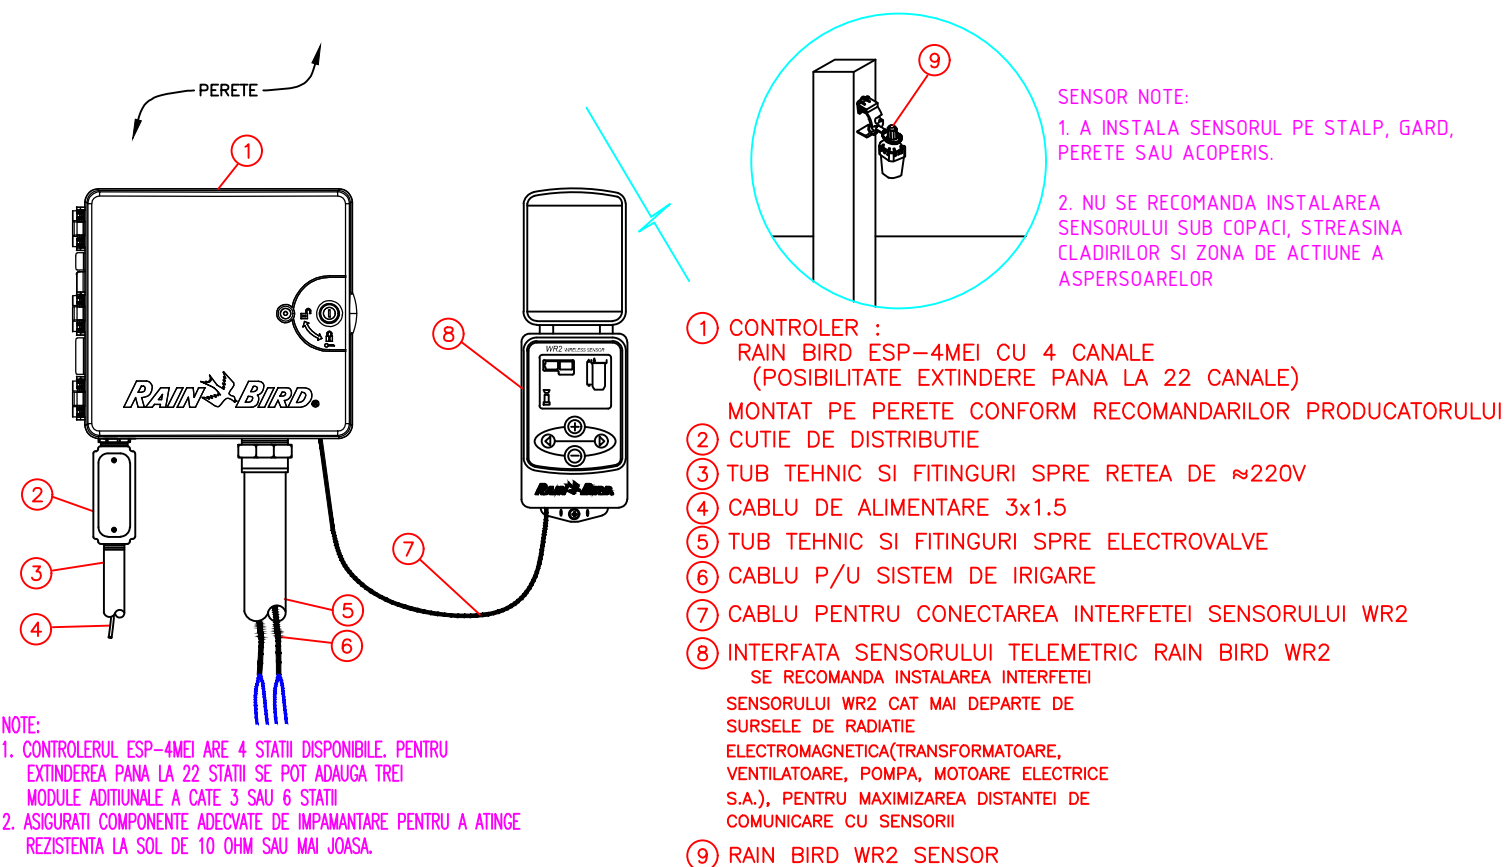 PERETE
1
9
SENSOR NOTE:
1. A INSTALA SENSORUL PE STALP, GARD,
PERETE SAU ACOPERIS.
2. NU SE RECOMANDA INSTALAREA
SENSORULUI SUB COPACI, STREASINA
CLADIRILOR SI ZONA DE ACTIUNE A
ASPERSOARELOR
8
WR2 WIRELESS SENSOR
RAIN BIRD
RAIN BIRD
2
3
4
5
6
7
1 CONTROLER :
RAIN BIRD ESP-4MEI CU 4 CANALE
(POSIBILITATE EXTINDERE PANA LA 22 CANALE)
MONTAT PE PERETE CONFORM RECOMANDARILOR PRODUCATORULUI
2 CUTIE DE DISTRIBUTIE
3 TUB TEHNIC SI FITINGURI SPRE RETEA DE ≈220V
4 CABLU DE ALIMENTARE 3x1.5
5 TUB TEHNIC SI FITINGURI SPRE ELECTROVALVE
6 CABLU P/U SISTEM DE IRIGARE
7 CABLU PENTRU CONECTAREA INTERFETEI SENSORULUI WR2
8 INTERFATA SENSORULUI TELEMETRIC RAIN BIRD WR2
SE RECOMANDA INSTALAREA INTERFETEI
SENSORULUI WR2 CAT MAI DEPARTE DE
SURSELE DE RADIATIE
ELECTROMAGNETICA(TRANSFORMATOARE,
VENTILATOARE, POMPA, MOTOARE ELECTRICE
S.A.), PENTRU MAXIMIZAREA DISTANTEI DE
COMUNICARE CU SENSORII
9 RAIN BIRD WR2 SENSOR
NOTE:
1. CONTROLERUL ESP-4MEI ARE 4 STATII DISPONIBILE. PENTRU
EXTINDEREA PANA LA 22 STATII SE POT ADAUGA TREI
MODULE ADITIUNALE A CATE 3 SAU 6 STATII
2. ASIGURATI COMPONENTE ADECVATE DE IMPAMANTARE PENTRU A ATINGE
REZISTENTA LA SOL DE 10 OHM SAU MAI JOASA.